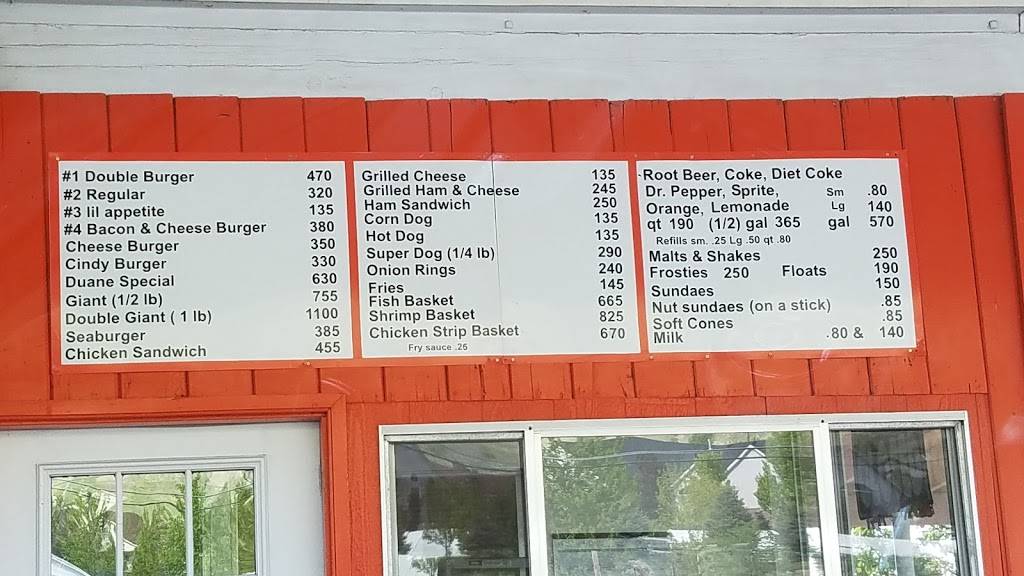 #1 Double Burger 470
#2 Regular 320
#3 lil appetite 135
#4 Bacon & Cheese Burger 380
Cheese Burger 350
Cindy Burger 330
Duane Special 630
Giant (1/2 lb) 755
Double Giant ( 1 lb) 1100
Seaburger 385
Chicken Sandwich 455
Grilled Cheese 135
Grilled Ham & Cheese 245
Ham Sandwich 250
Corn Dog 135
Hot Dog 135
Super Dog (1/4 lb) 290
Onion Rings 240
Fries 145
Fish Basket 665
Shrimp Basket 825
Chicken Strip Basket 670
Fry sauce .25
Root Beer, Coke, Diet Coke
Dr. Pepper, Sprite, Sm .80
Orange, Lemonade Lg 140
qt 190 (1/2) gal 365 gal 570
Refills sm. .25 Lg .50 qt .80
Malts & Shakes 250
Frosties 250 Floats 190
Sundaes 150
Nut sundaes (on a stick) .85
Soft Cones .85
Milk .80 & 140